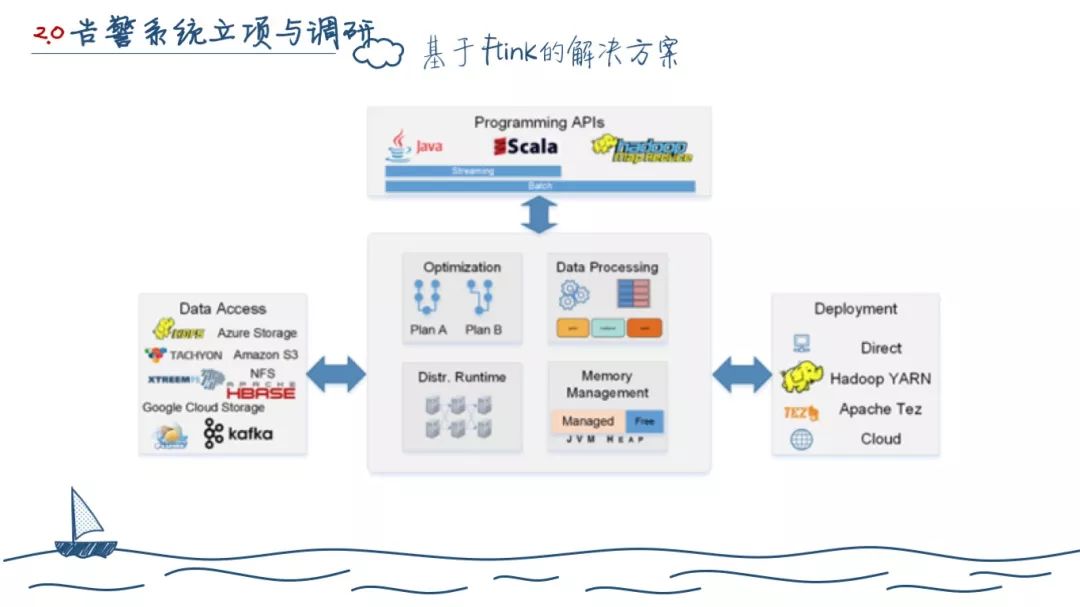 2.0 告警系统立项与调研
基于Flink的解决方案
Programming APIs
Java
Scala
hadoop
Map Reduce
Streaming
Batch
Optimization
Plan A
Plan B
Data Processing
Data Access
HDFS
Azure Storage
TACHYON
Amazon S3
XTREEMFS
NFS
APACHE
HBASE
Google Cloud Storage
kafka
Distr. Runtime
Memory
Management
Managed
Free
JVM HEAP
Deployment
Direct
Hadoop YARN
TEZ
Apache Tez
Cloud